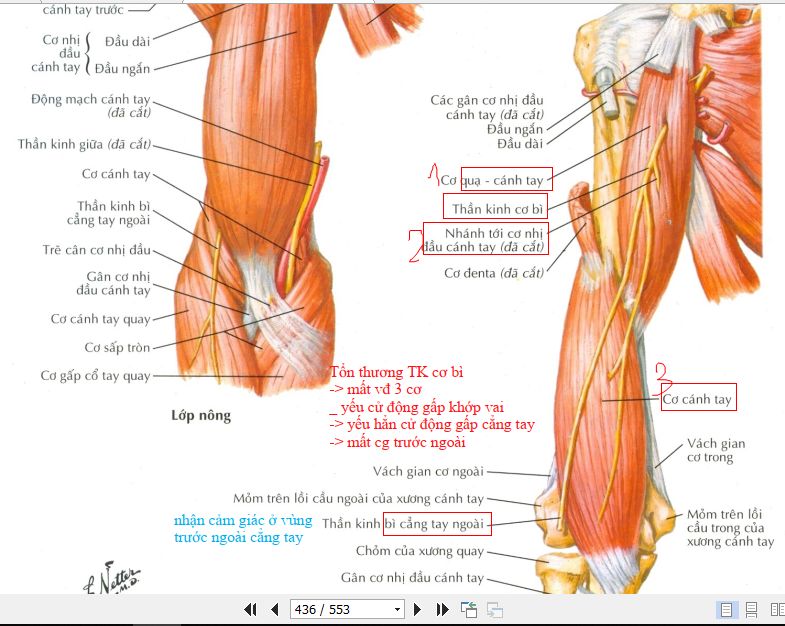 cánh tay trước
Cơ nhị
đầu
cánh tay
Đầu dài
Đầu ngắn
Động mạch cánh tay
(đã cắt)
Thần kinh giữa (đã cắt)
Cơ cánh tay
Thần kinh bì
cẳng tay ngoài
Trẽ cân cơ nhị đầu
Gân cơ nhị
đầu cánh tay
Cơ cánh tay quay
Cơ sấp tròn
Cơ gấp cổ tay quay
Lớp nông
Các gân cơ nhị đầu
cánh tay (đã cắt)
Đầu ngắn
Đầu dài
1 Cơ quạ - cánh tay
Thần kinh cơ bì
2 Nhánh tới cơ nhị
đầu cánh tay (đã cắt)
Cơ denta (đã cắt)
Tổn thương TK cơ bì
-> mất vđ 3 cơ
_ yếu cử động gấp khớp vai
-> yếu hẳn cử động gấp cẳng tay
-> mất cg trước ngoài
3
Cơ cánh tay
Vách gian
cơ trong
Vách gian cơ ngoài
Mỏm trên lồi cầu ngoài của xương cánh tay
nhận cảm giác ở vùng
trước ngoài cẳng tay
Thần kinh bì cẳng tay ngoài
Mỏm trên lồi
cầu trong của
xương cánh tay
Chỏm của xương quay
Gân cơ nhị đầu cánh tay
F. Netter
M.D.
436 / 553